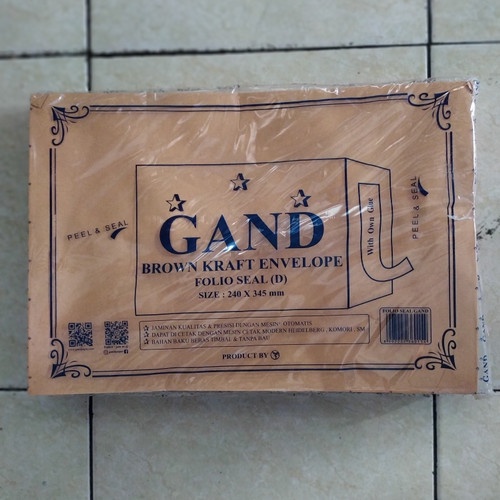 PEEL & SEAL
GAND
BROWN KRAFT ENVELOPE
FOLIO SEAL (D)
SIZE : 240 X 345 mm
With Own Glue
PEEL & SEAL
JAMINAN KUALITAS & PRESISI DENGAN MESIN OTOMATIS
DAPAT DI CETAK DENGAN MESIN CETAK MODERN HEIDELBERG, KOMORI, SM
BAHAN BAKU BEBAS TIMBAL & TANPA BAU
FOLIO SEAL GAND
PRODUCT BY
GAND